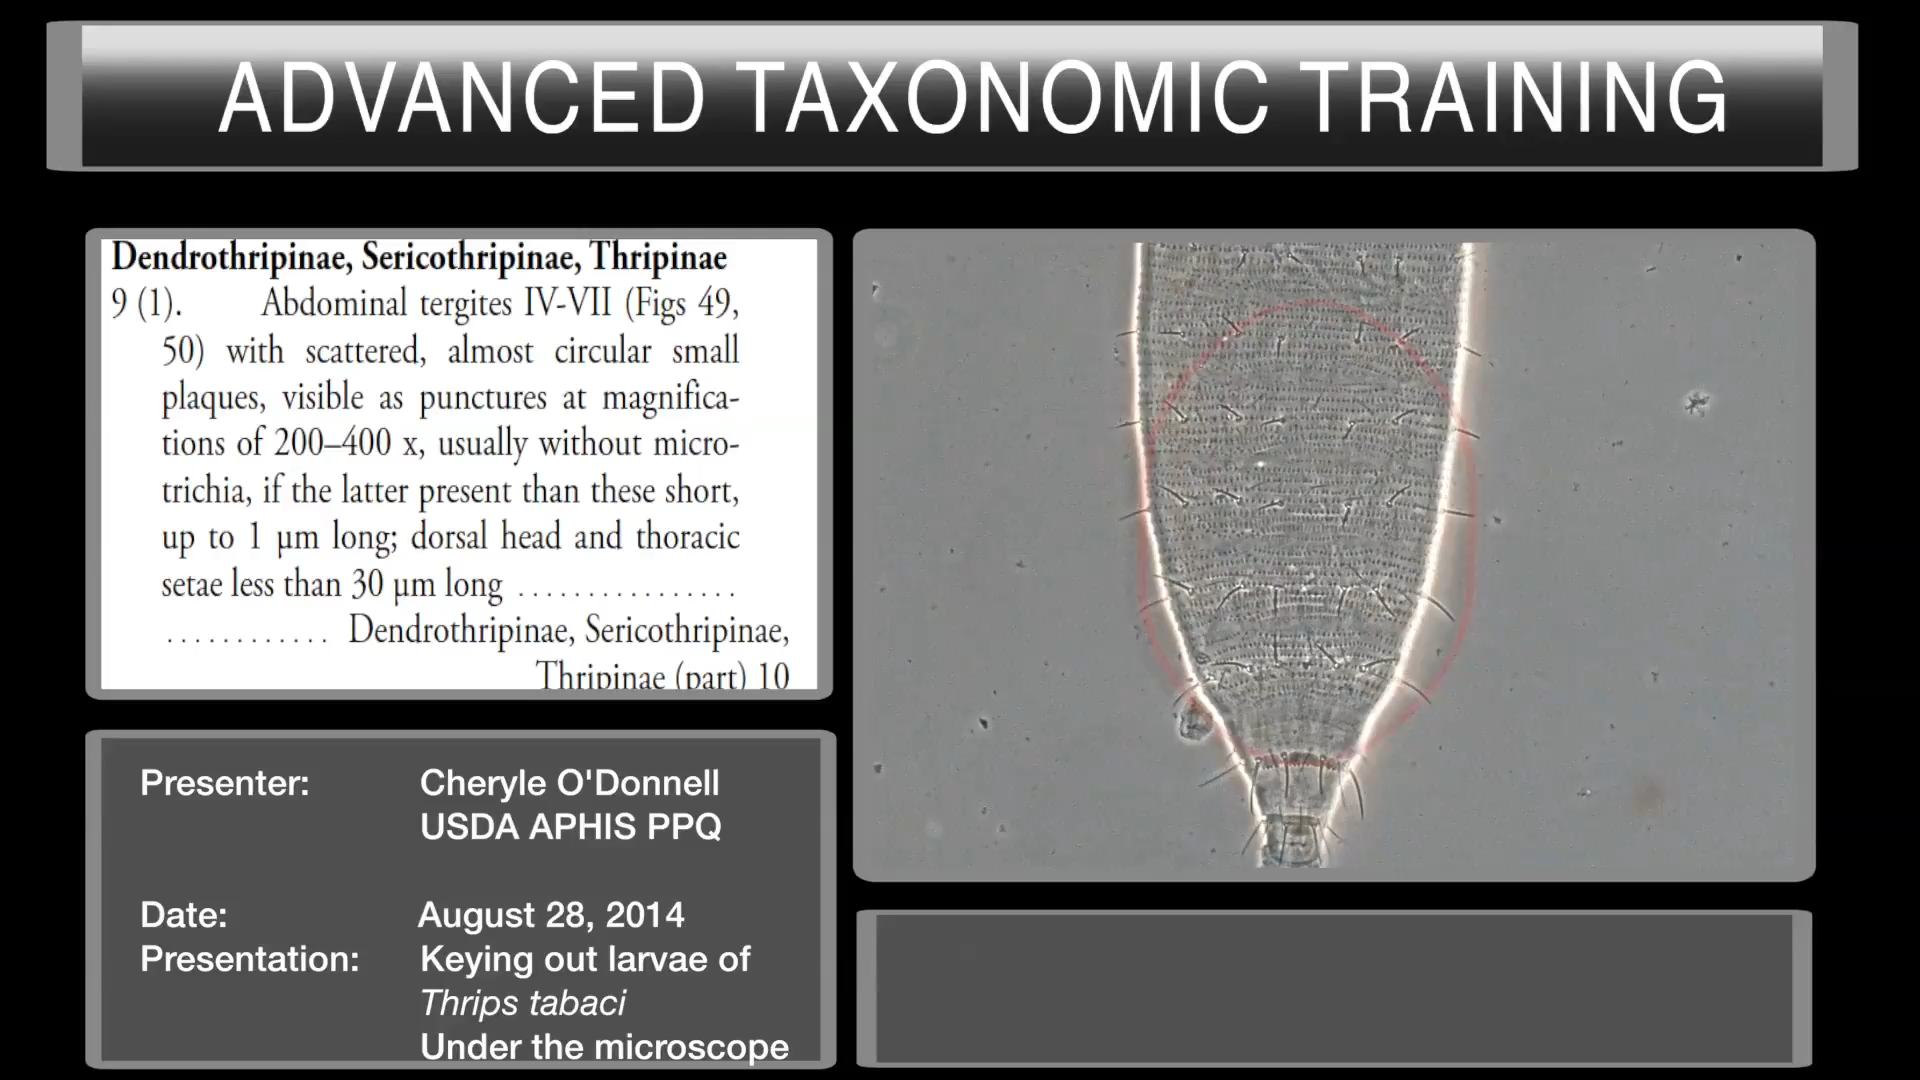 ADVANCED TAXONOMIC TRAINING
Dendrothripinae, Sericothripinae, Thripinae
9 (1). Abdominal tergites IV-VII (Figs 49,
50) with scattered, almost circular small
plaques, visible as punctures at magnifica-
tions of 200–400 x, usually without micro-
trichia, if the latter present than these short,
up to 1 µm long; dorsal head and thoracic
setae less than 30 µm long ................
............ Dendrothripinae, Sericothripinae,
Thripinae (part) 10
Presenter: Cheryle O'Donnell
USDA APHIS PPQ
Date: August 28, 2014
Presentation: Keying out larvae of
Thrips tabaci
Under the microscope